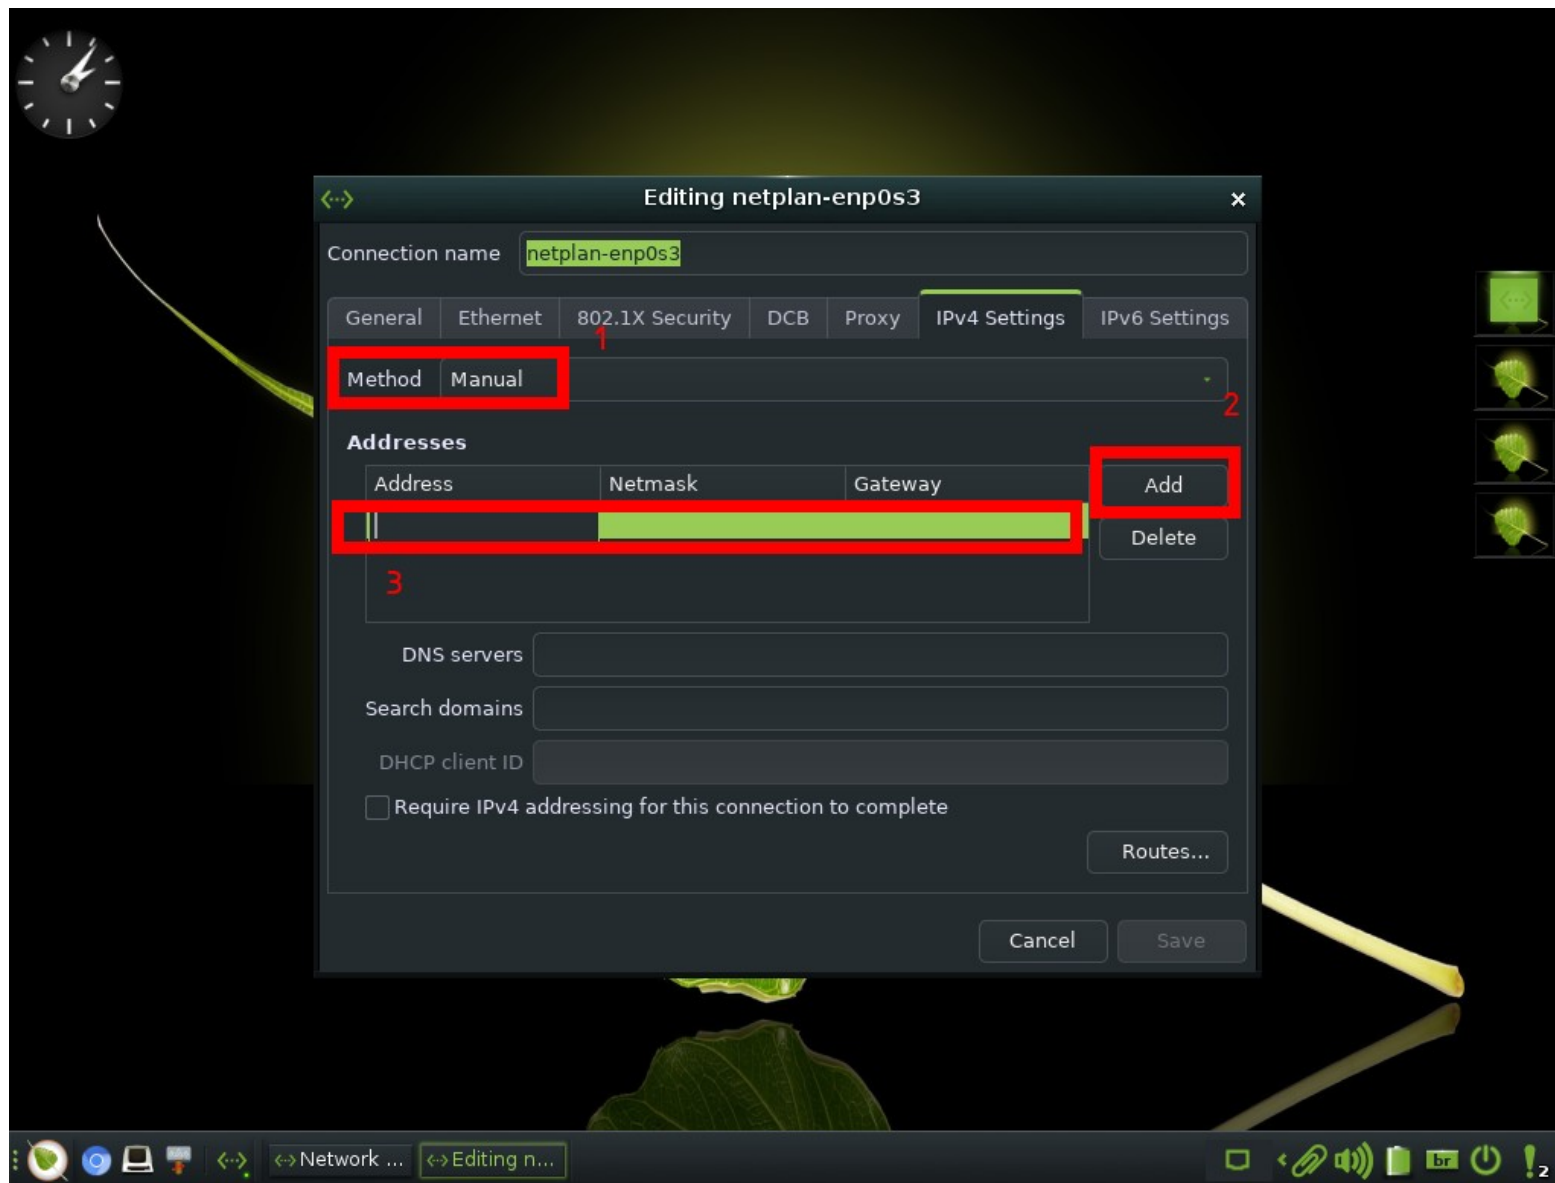 Editing netplan-enp0s3
Connection name netplan-enp0s3
General Ethernet 802.1X Security DCB Proxy IPv4 Settings IPv6 Settings
1
Method Manual
2
Addresses
Address Netmask Gateway Add
Delete
3
DNS servers
Search domains
DHCP client ID
Require IPv4 addressing for this connection to complete
Routes...
Cancel Save
Network ... Editing n... br 2